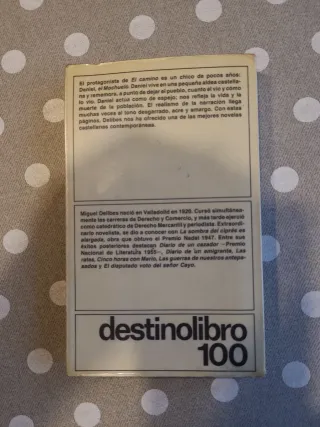 El protagonista de El camino es un chico de pocos años:
Daniel, el Mochuelo. Daniel vive en una pequeña aldea castella-
na y rememora, a punto de dejar el pueblo, cuanto él vio y cómo
lo vio. Daniel actúa como de espejo; nos refleja la vida y la
muerte de la población. El realismo de la narración llega
muchas veces al tono desgarrado, acre y amargo. Con estas
páginas, Delibes nos ha ofrecido una de las mejores novelas
castellanas contemporáneas.
Miguel Delibes nació en Valladolid en 1920. Cursó simultánea-
mente las carreras de Derecho y Comercio, y más tarde ejerció
como catedrático de Derecho Mercantil y periodista. Extraordi-
nario novelista, se dio a conocer con La sombra del ciprés es
alargada, obra que obtuvo el Premio Nadal 1947. Entre sus
éxitos posteriores destacan Diario de un cazador —Premio
Nacional de Literatura 1955—, Diario de un emigrante, Las
ratas, Cinco horas con Mario, Las guerras de nuestros antepa-
sados y El disputado voto del señor Cayo.
destinolibro
100